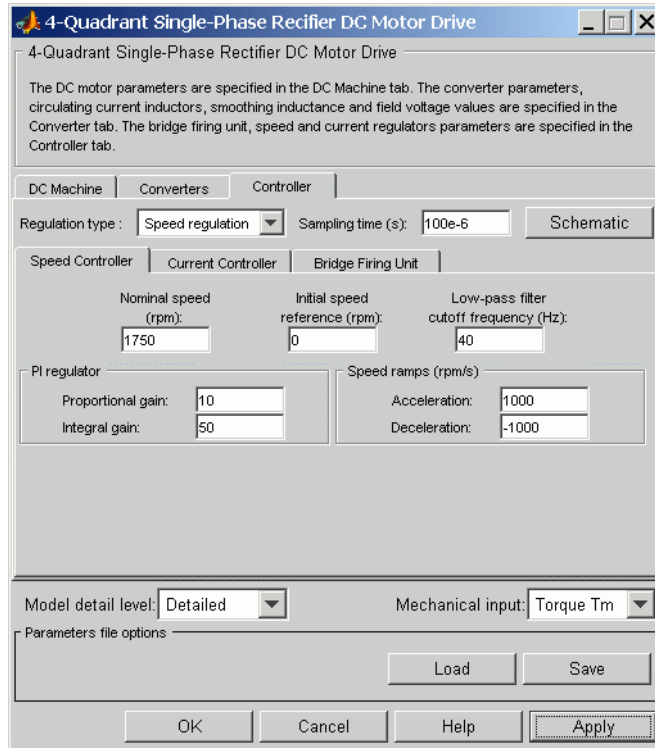 4-Quadrant Single-Phase Recifier DC Motor Drive
4-Quadrant Single-Phase Rectifier DC Motor Drive
The DC motor parameters are specified in the DC Machine tab. The converter parameters,
circulating current inductors, smoothing inductance and field voltage values are specified in the
Converter tab. The bridge firing unit, speed and current regulators parameters are specified in the
Controller tab.
DC Machine Converters Controller
Regulation type : Speed regulation Sampling time (s): 100e-6 Schematic
Speed Controller Current Controller Bridge Firing Unit
Nominal speed Initial speed Low-pass filter
(rpm): reference (rpm): cutoff frequency (Hz):
1750 0 40
PI regulator Speed ramps (rpm/s)
Proportional gain: 10 Acceleration: 1000
Integral gain: 50 Deceleration: -1000
Model detail level: Detailed Mechanical input: Torque Tm
Parameters file options
Load Save
OK Cancel Help Apply